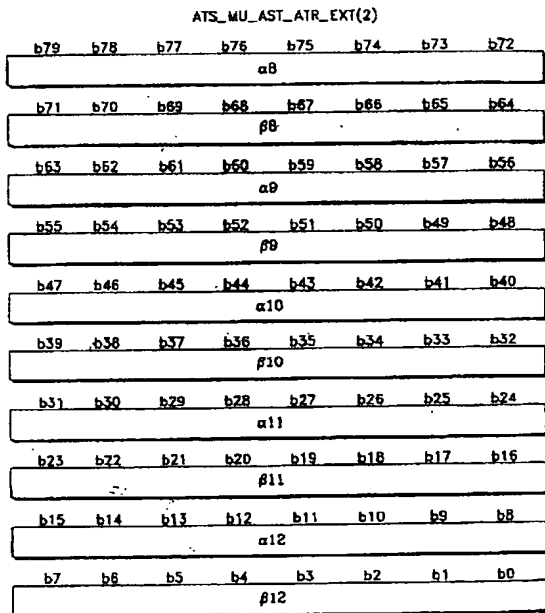 ATS_MU_AST_ATR_EXT(2)
b79 b78 b77 b76 b75 b74 b73 b72
α8
b71 b70 b69 b68 b67 b66 b65 b64
β8
b63 b62 b61 b60 b59 b58 b57 b56
α9
b55 b54 b53 b52 b51 b50 b49 b48
β9
b47 b46 b45 b44 b43 b42 b41 b40
α10
b39 b38 b37 b36 b35 b34 b33 b32
β10
b31 b30 b29 b28 b27 b26 b25 b24
α11
b23 b22 b21 b20 b19 b18 b17 b16
β11
b15 b14 b13 b12 b11 b10 b9 b8
α12
b7 b6 b5 b4 b3 b2 b1 b0
β12